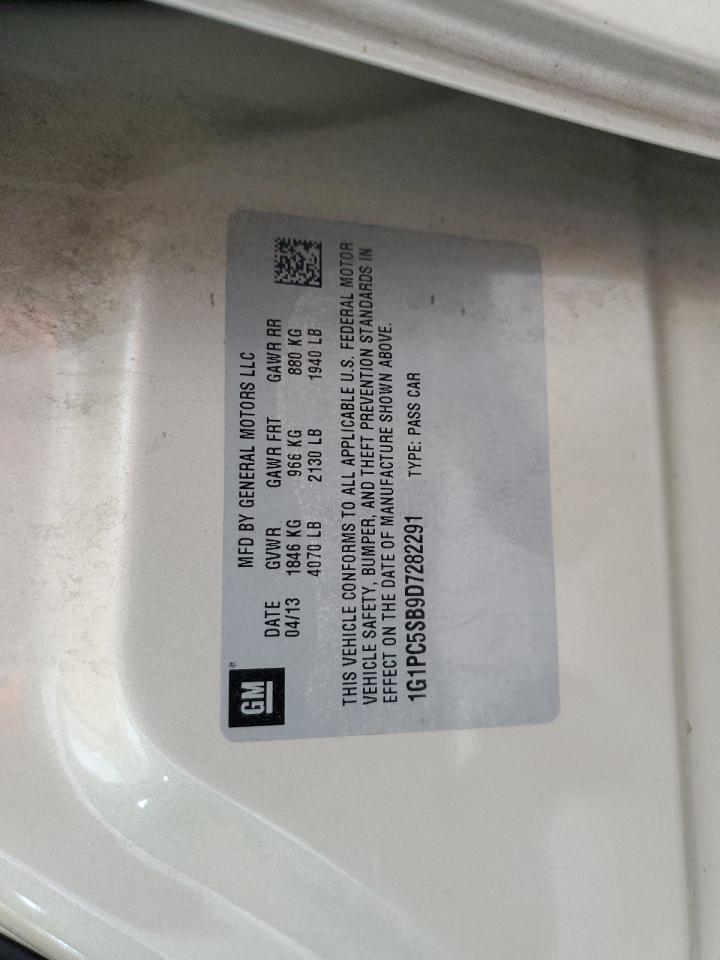 GM
®
MFD BY GENERAL MOTORS LLC
DATE GVWR GAWR FRT GAWR RR
04/13 1846 KG 966 KG 880 KG
4070 LB 2130 LB 1940 LB
THIS VEHICLE CONFORMS TO ALL APPLICABLE U.S. FEDERAL MOTOR
VEHICLE SAFETY, BUMPER, AND THEFT PREVENTION STANDARDS IN
EFFECT ON THE DATE OF MANUFACTURE SHOWN ABOVE.
1G1PC5SB9D7282291 TYPE: PASS CAR